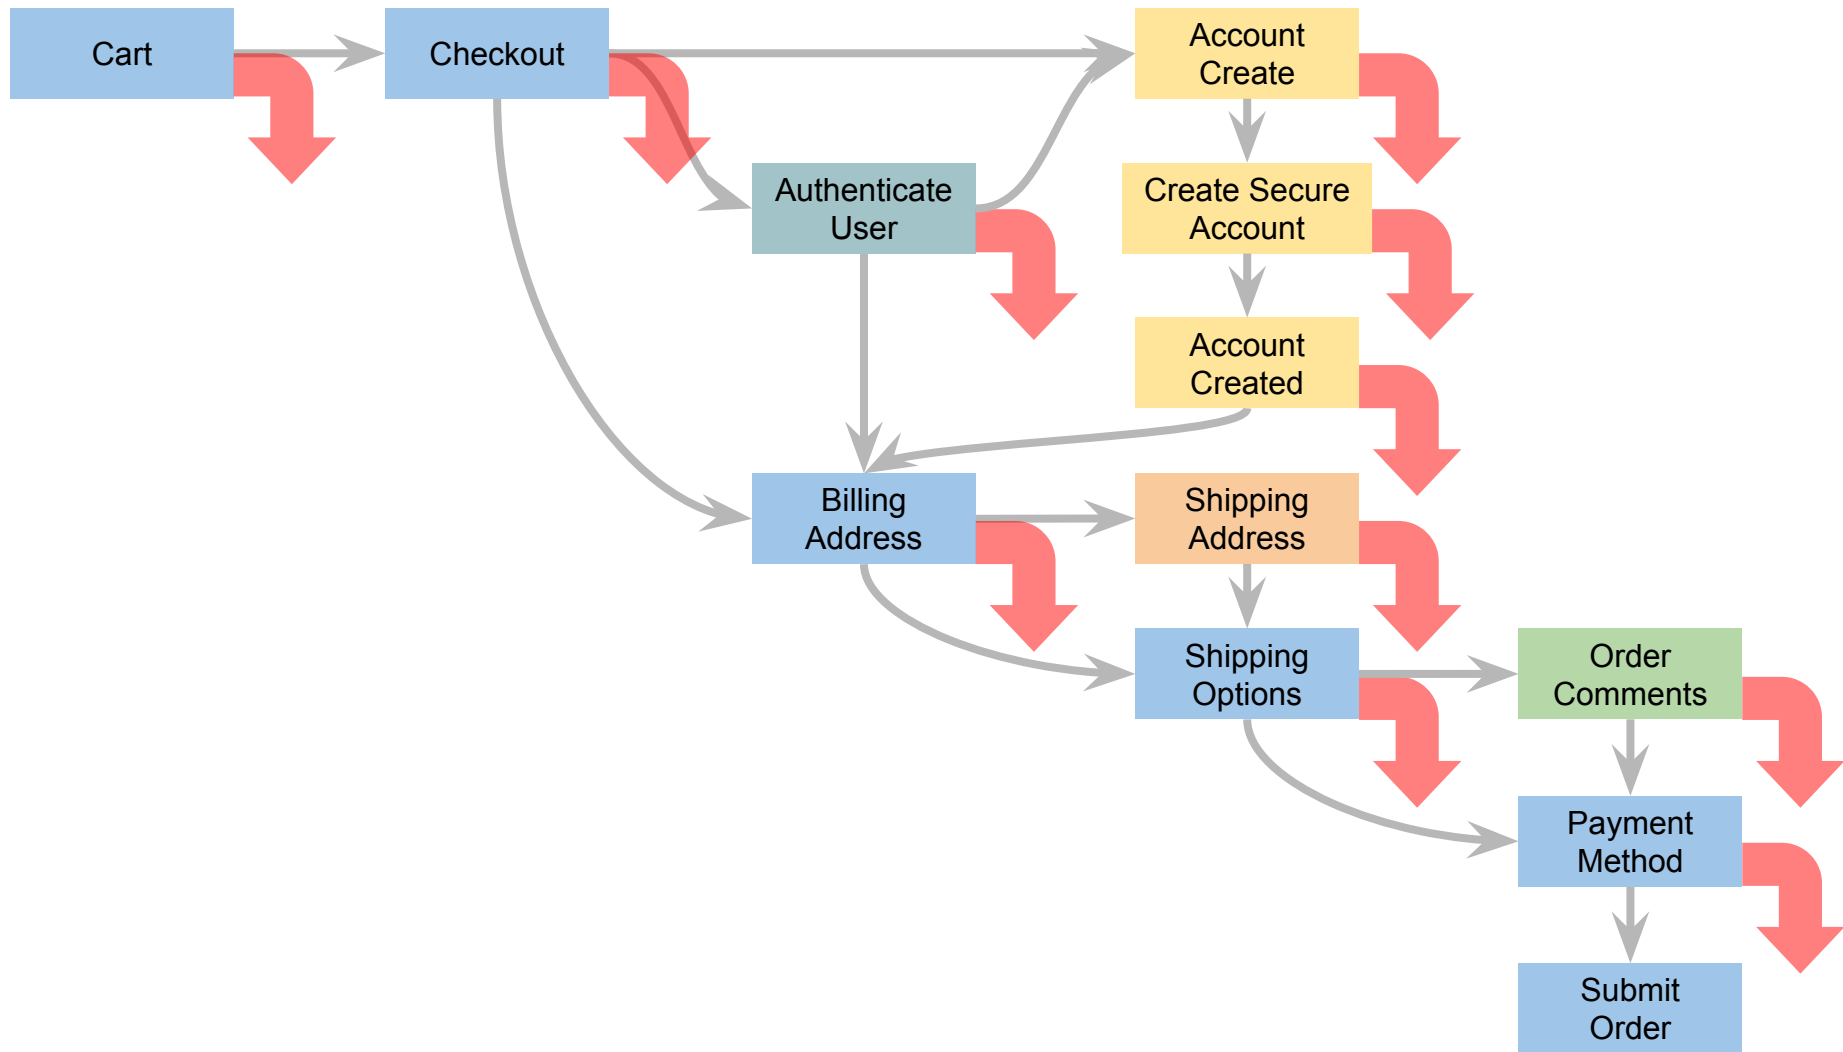 Cart
Checkout
Account
Create
Authenticate
User
Create Secure
Account
Account
Created
Billing
Address
Shipping
Address
Shipping
Options
Order
Comments
Payment
Method
Submit
Order